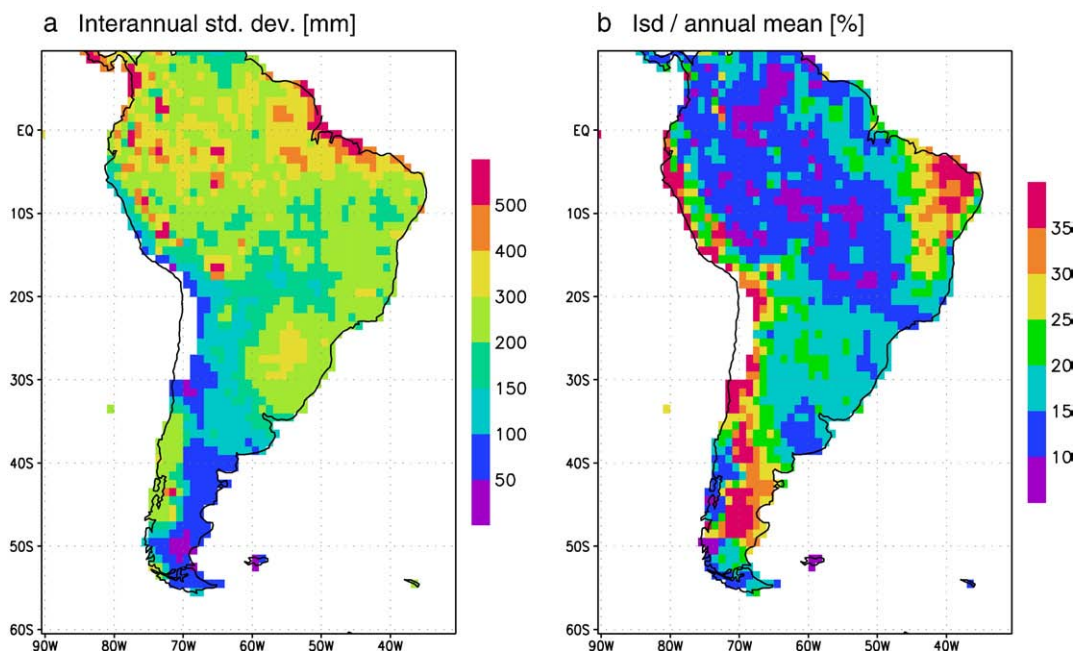 a Interannual std. dev. [mm]
b Isd / annual mean [%]
EQ
10S
20S
30S
40S
50S
60S
90W 80W 70W 60W 50W 40W
500
400
300
200
150
100
50
EQ
10S
20S
30S
40S
50S
60S
90W 80W 70W 60W 50W 40W
35
30
25
20
15
10